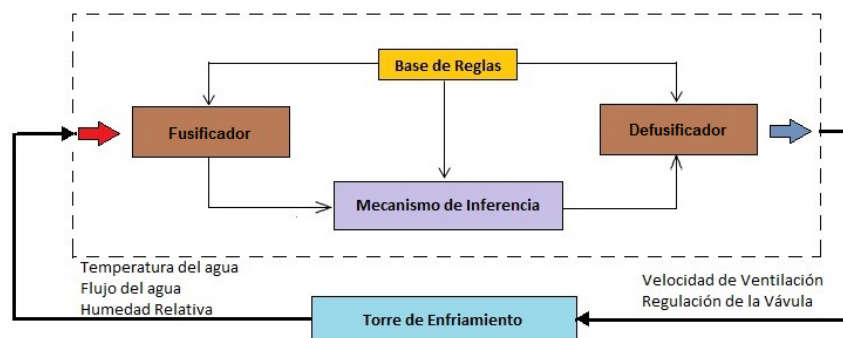 Base de Reglas
Fusificador
Defusificador
Mecanismo de Inferencia
Temperatura del agua
Flujo del agua
Humedad Relativa
Velocidad de Ventilación
Regulación de la Vávula
Torre de Enfriamiento